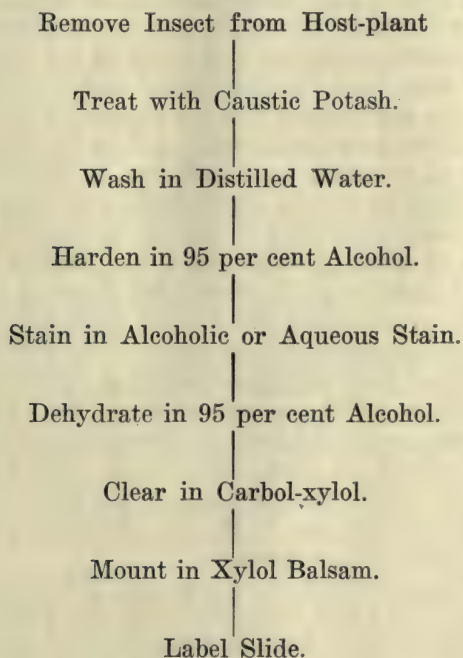 Remove Insect from Host-plant
Treat with Caustic Potash.
Wash in Distilled Water.
Harden in 95 per cent Alcohol.
Stain in Alcoholic or Aqueous Stain.
Dehydrate in 95 per cent Alcohol.
Clear in Carbol-xylol.
Mount in Xylol Balsam.
Label Slide.